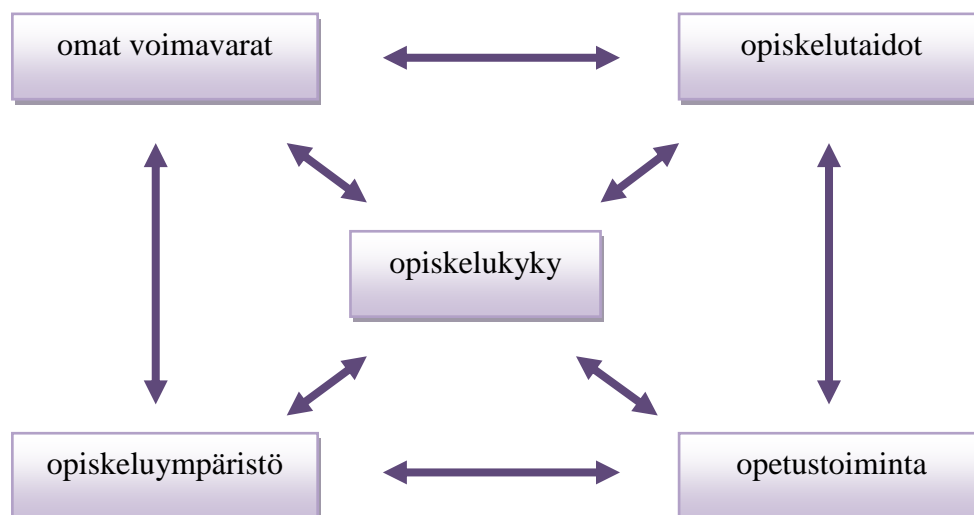 omat voimavarat
opiskelutaidot
opiskelukyky
opiskeluympäristö
opetustoiminta